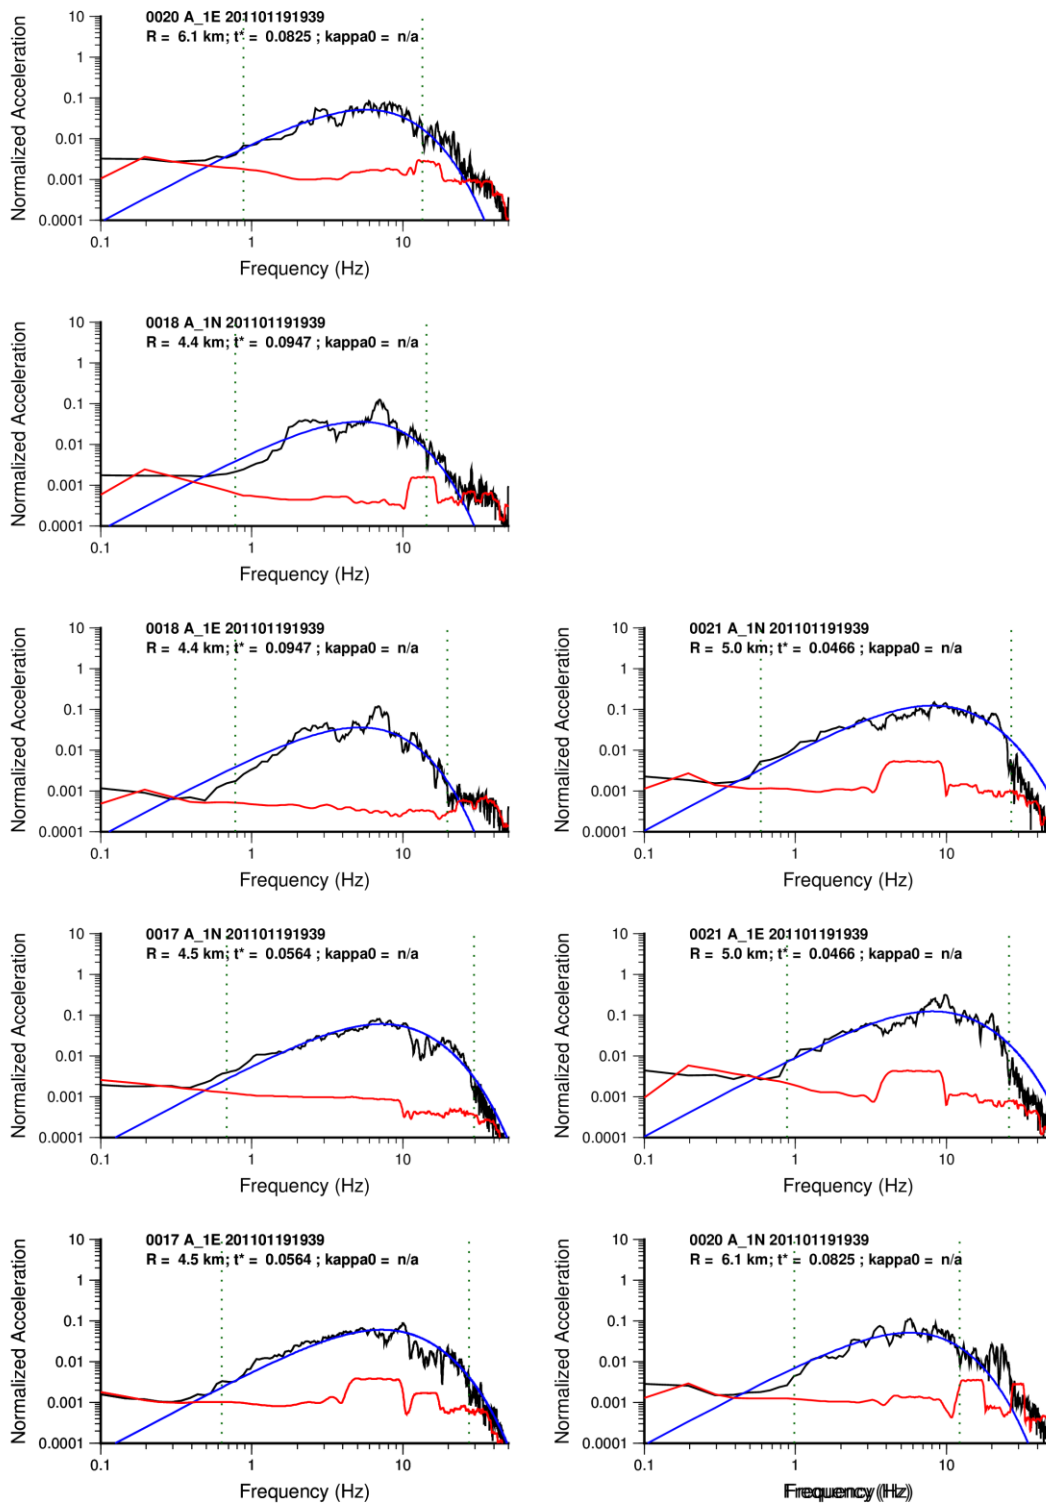 0020 A_1E 201101191939
R = 6.1 km; t* = 0.0825 ; kappa0 = n/a
Normalized Acceleration
10
1
0.1
0.01
0.001
0.0001
0.1
1
10
Frequency (Hz)
0018 A_1N 201101191939
R = 4.4 km; t* = 0.0947 ; kappa0 = n/a
Normalized Acceleration
10
1
0.1
0.01
0.001
0.0001
0.1
1
10
Frequency (Hz)
0018 A_1E 201101191939
R = 4.4 km; t* = 0.0947 ; kappa0 = n/a
Normalized Acceleration
10
1
0.1
0.01
0.001
0.0001
0.1
1
10
Frequency (Hz)
0021 A_1N 201101191939
R = 5.0 km; t* = 0.0466 ; kappa0 = n/a
Normalized Acceleration
10
1
0.1
0.01
0.001
0.0001
0.1
1
10
Frequency (Hz)
0017 A_1N 201101191939
R = 4.5 km; t* = 0.0564 ; kappa0 = n/a
Normalized Acceleration
10
1
0.1
0.01
0.001
0.0001
0.1
1
10
Frequency (Hz)
0021 A_1E 201101191939
R = 5.0 km; t* = 0.0466 ; kappa0 = n/a
Normalized Acceleration
10
1
0.1
0.01
0.001
0.0001
0.1
1
10
Frequency (Hz)
0017 A_1E 201101191939
R = 4.5 km; t* = 0.0564 ; kappa0 = n/a
Normalized Acceleration
10
1
0.1
0.01
0.001
0.0001
0.1
1
10
Frequency (Hz)
0020 A_1N 201101191939
R = 6.1 km; t* = 0.0825 ; kappa0 = n/a
Normalized Acceleration
10
1
0.1
0.01
0.001
0.0001
0.1
1
10
Frequency (Hz)